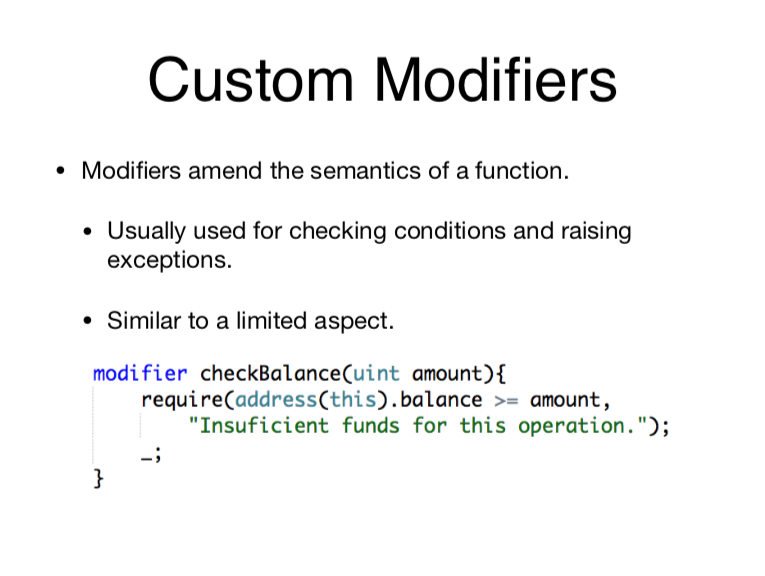 Custom Modifiers
• Modifiers amend the semantics of a function.
• Usually used for checking conditions and raising
exceptions.
• Similar to a limited aspect.
modifier checkBalance(uint amount){
require(address(this).balance >= amount,
"Insuficient funds for this operation.");
_;
}